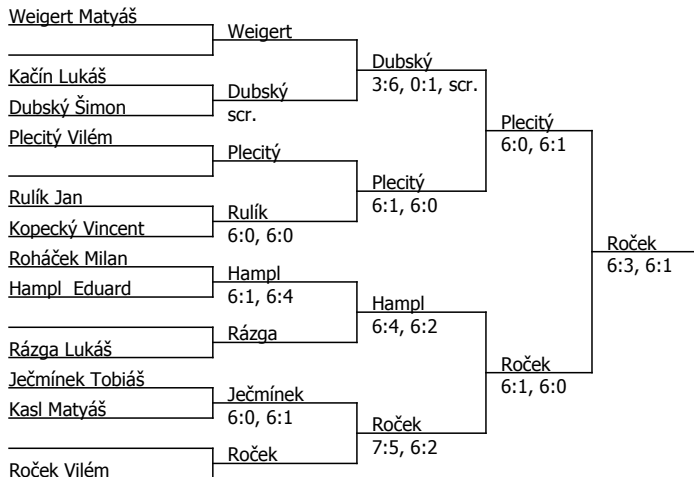 Weigert Matyáš
Weigert
Dubský
3:6, 0:1, scr.
Kačín Lukáš
Dubský Šimon
Dubský
scr.
Plecitý
6:0, 6:1
Plecitý Vilém
Plecitý
Plecitý
6:1, 6:0
Rulík Jan
Kopecký Vincent
Rulík
6:0, 6:0
Roček
6:3, 6:1
Roháček Milan
Hampl  Eduard
Hampl
6:1, 6:4
Hampl
6:4, 6:2
Rázga Lukáš
Rázga
Roček
6:1, 6:0
Ječmínek Tobiáš
Kasl Matyáš
Ječmínek
6:0, 6:1
Roček
7:5, 6:2
Roček Vilém
Roček